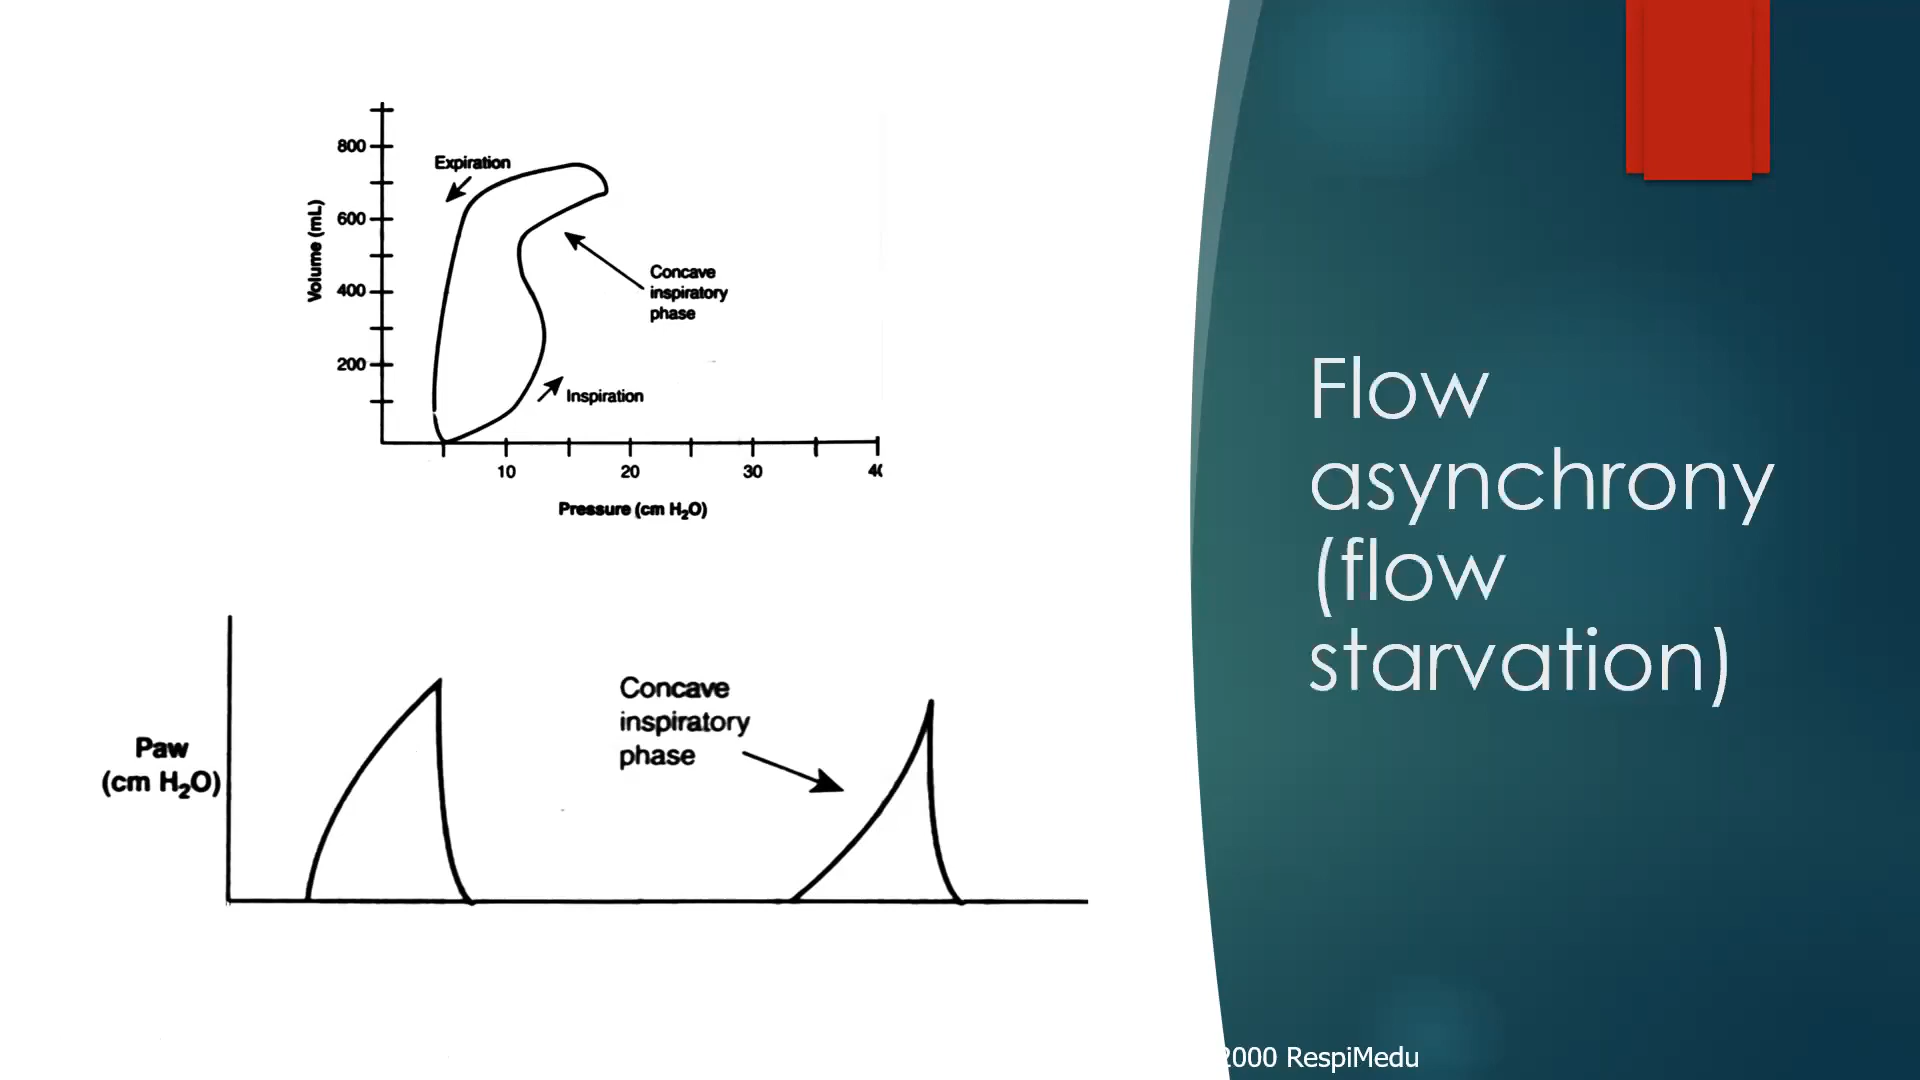 800
Expiration
600
Volume (mL)
Concave
inspiratory
phase
400
200
Inspiration
10 20 30
Pressure (cm H₂O)
Concave
inspiratory
phase
Paw
(cm H₂O)
Flow
asynchrony
(flow
starvation)
2000 RespiMedu